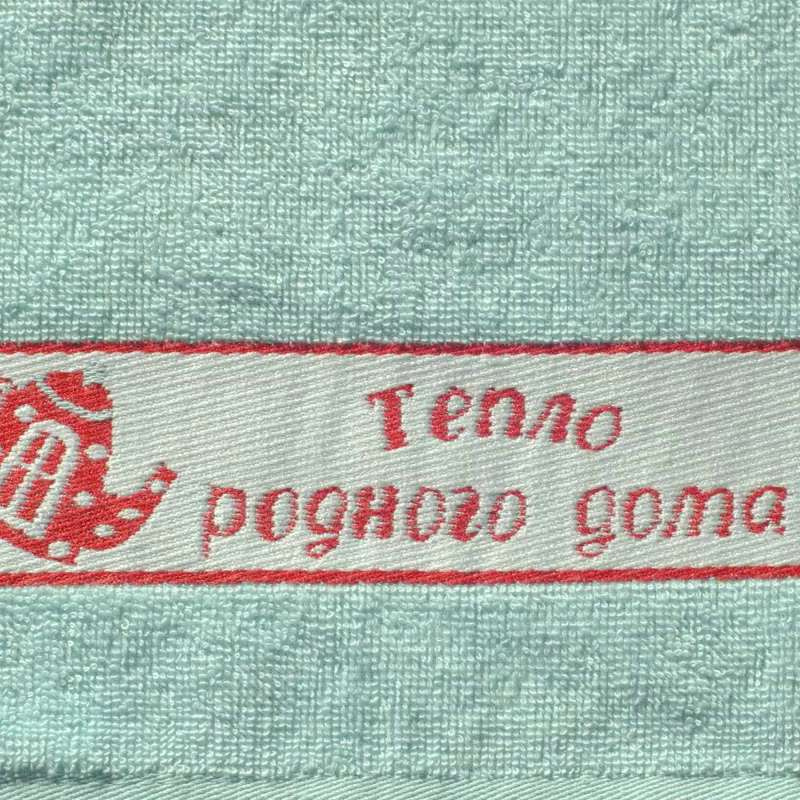 Тепло
родного дома